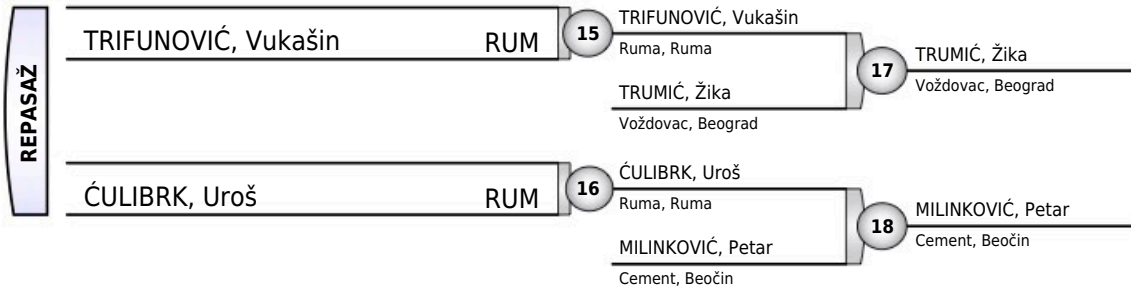 REPASAŽ
TRIFUNOVIĆ, Vukašin RUM
15
TRIFUNOVIĆ, Vukašin
Ruma, Ruma
TRUMIĆ, Žika
Voždovac, Beograd
17
TRUMIĆ, Žika
Voždovac, Beograd
ĆULIBRK, Uroš RUM
16
ĆULIBRK, Uroš
Ruma, Ruma
MILINKOVIĆ, Petar
Cement, Beočin
18
MILINKOVIĆ, Petar
Cement, Beočin